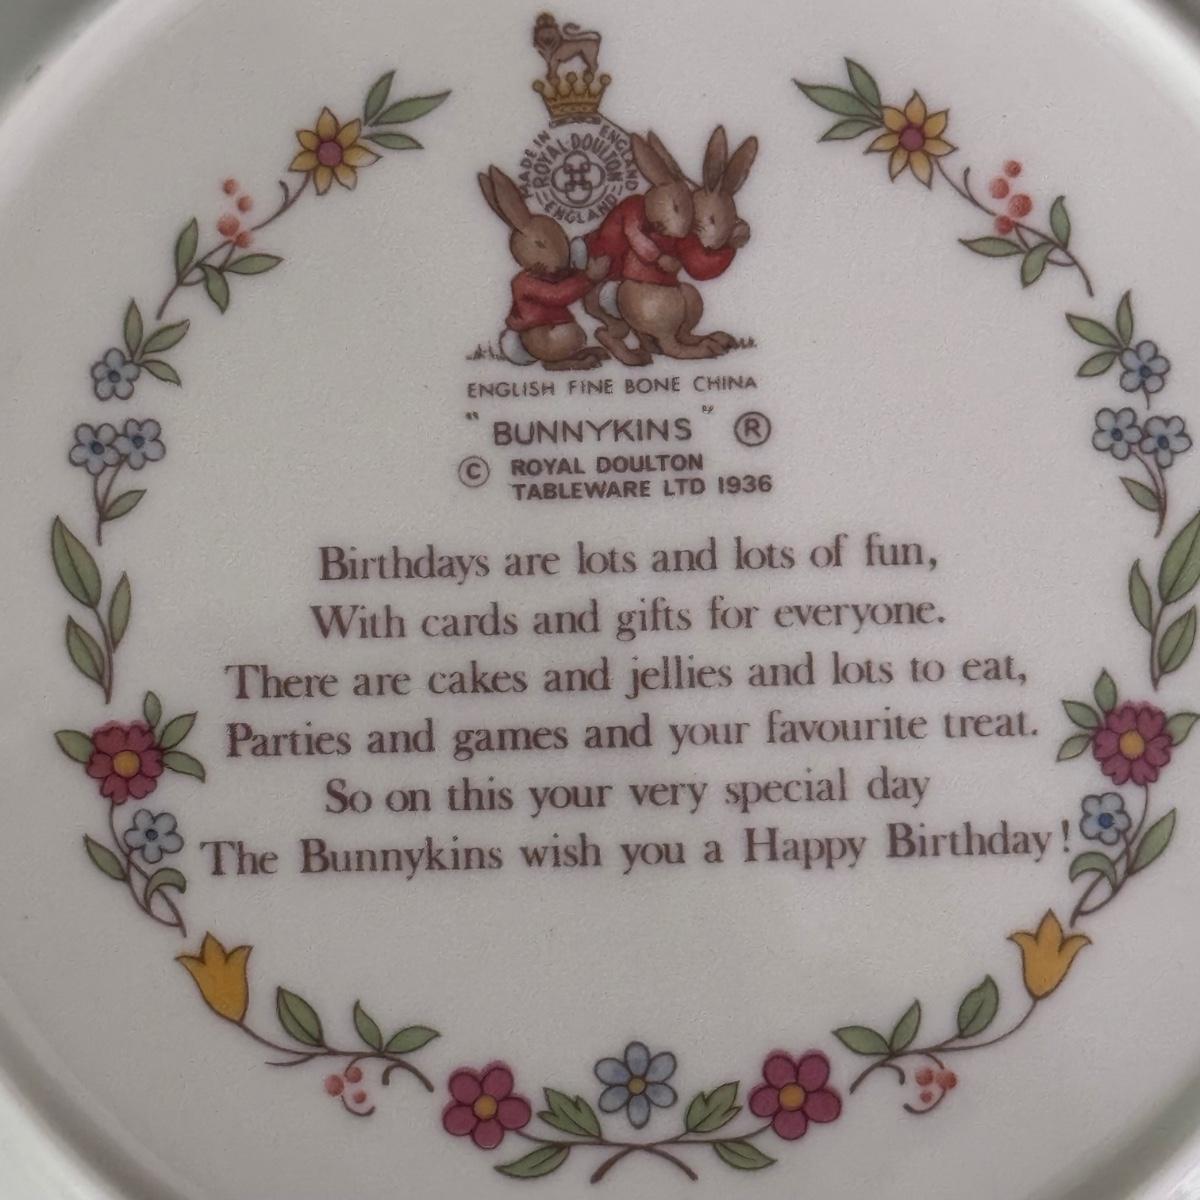 MADE IN ENGLAND
ROYAL DOULTON
ENGLAND
ENGLISH FINE BONE CHINA
"BUNNYKINS" ®
© ROYAL DOULTON
TABLEWARE LTD 1936
Birthdays are lots and lots of fun,
With cards and gifts for everyone.
There are cakes and jellies and lots to eat,
Parties and games and your favourite treat.
So on this your very special day
The Bunnykins wish you a Happy Birthday!